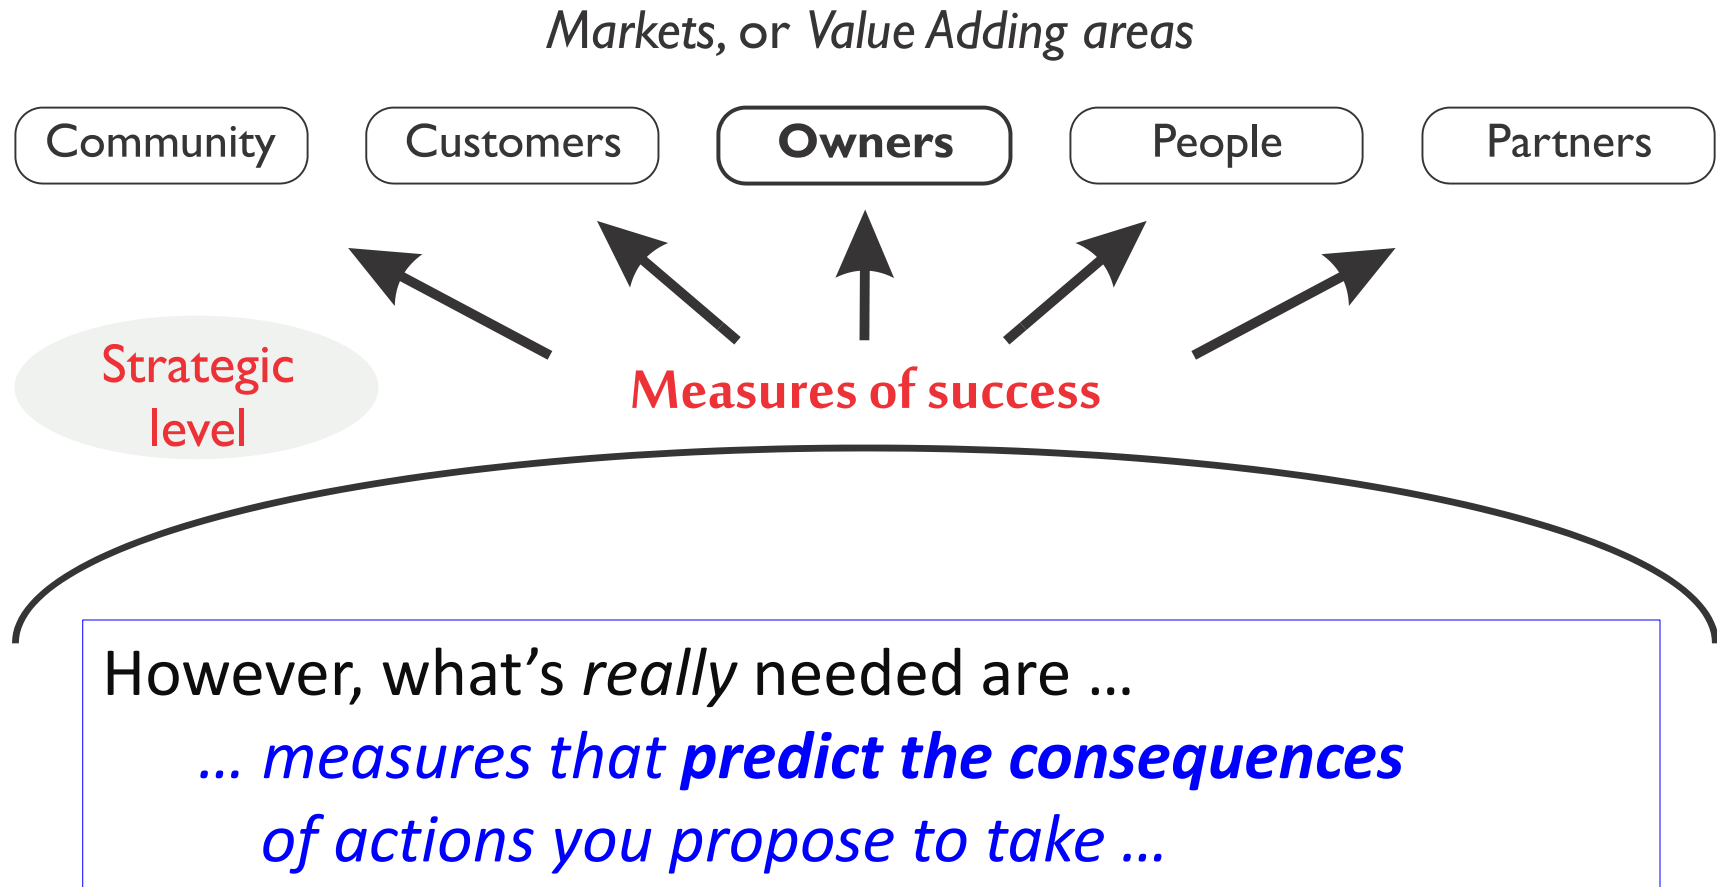 Markets, or Value Adding areas
Community
Customers
Owners
People
Partners
Strategic
level
Measures of success
However, what’s really needed are …
… measures that predict the consequences
of actions you propose to take …